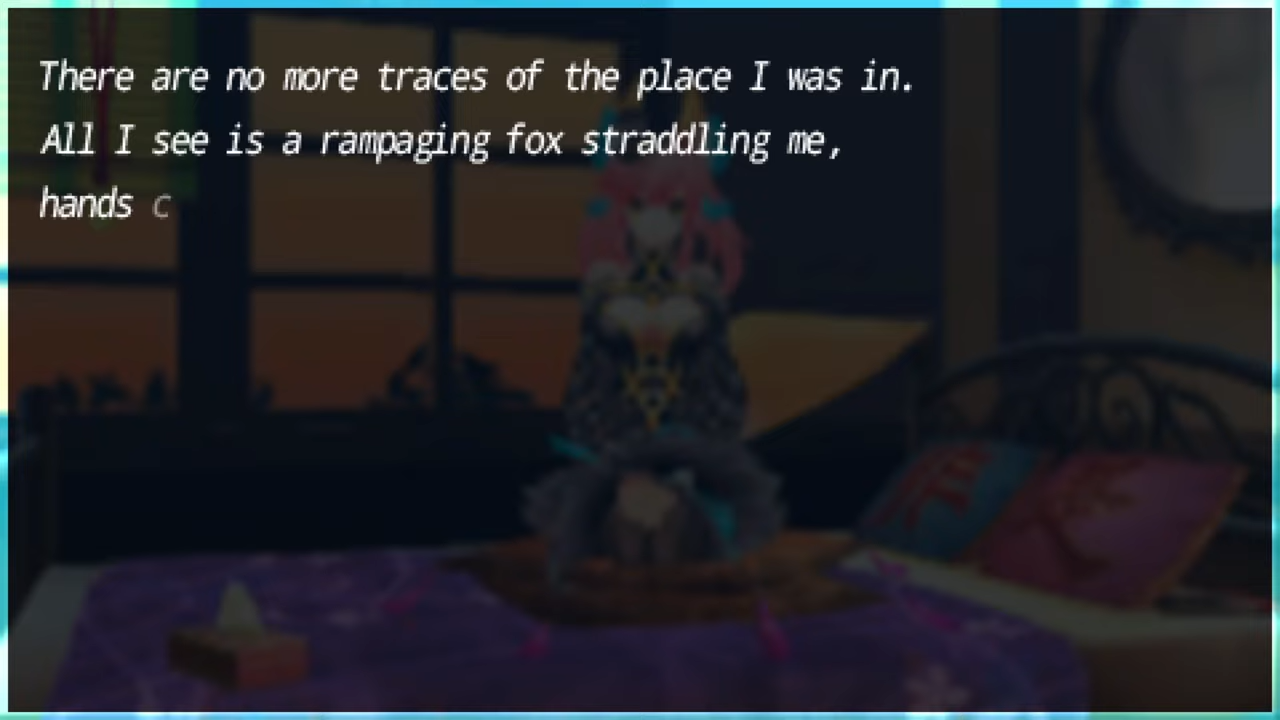 There are no more traces of the place I was in.
All I see is a rampaging fox straddling me,
hands c